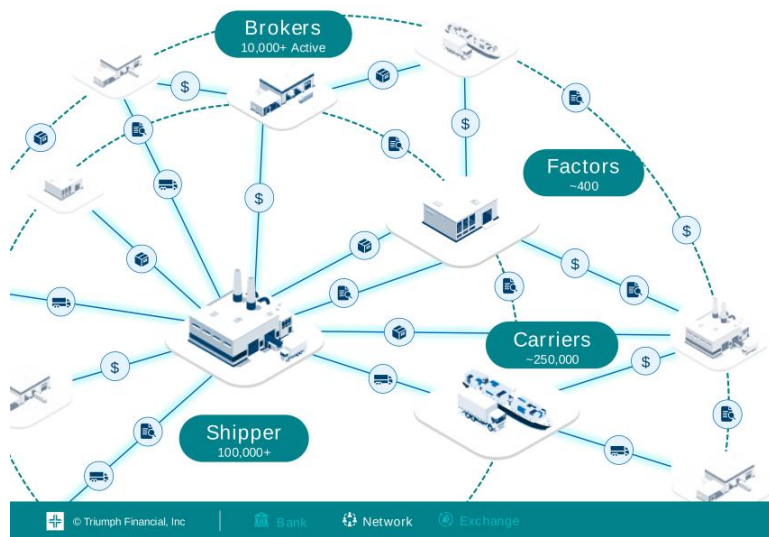 Brokers
10,000+ Active
$
$
$
Factors
~400
$
$
$
Carriers
~250,000
$
$
Shipper
100,000+
© Triumph Financial, Inc
Bank
Network
Exchange